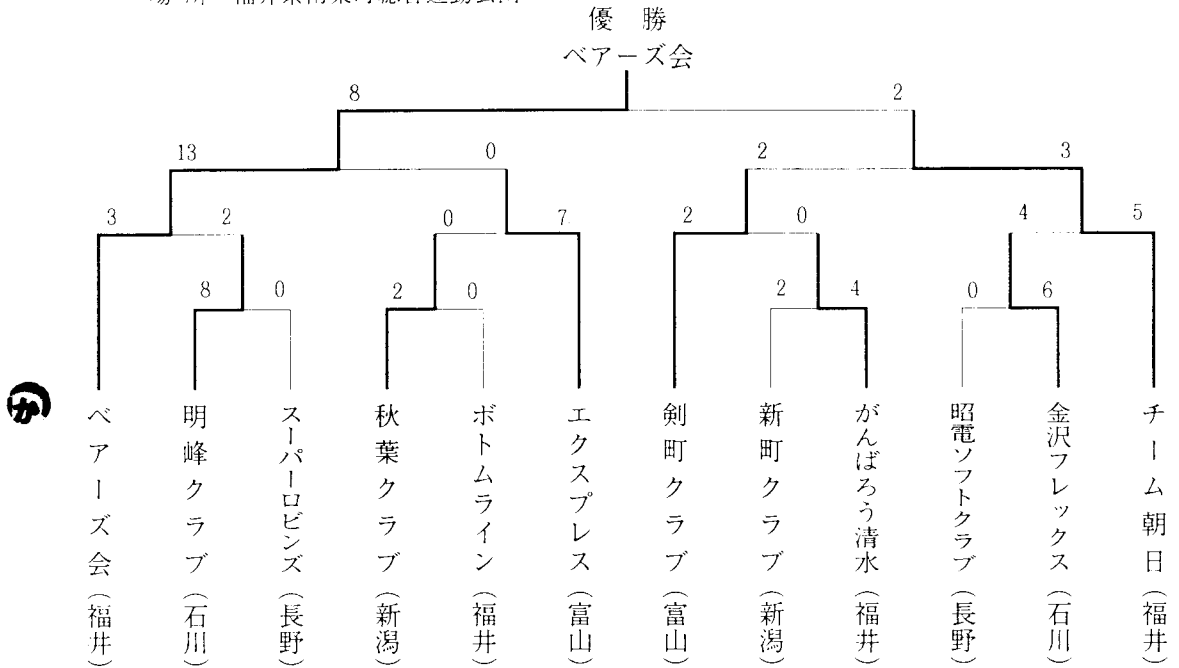 優 勝
ベアーズ会
8 2
13 0 2 3
3 2 0 7 2 0 4 5
8 0 2 0 2 4 0 6
ベアーズ会(福井)
明峰クラブ(石川)
スーパーロビンズ(長野)
秋葉クラブ(新潟)
ボトムライン(福井)
エクスプレス(富山)
剣町クラブ(富山)
新町クラブ(新潟)
がんばろう清水(福井)
昭電ソフトクラブ(長野)
金沢フレックス(石川)
チーム朝日(福井)
か